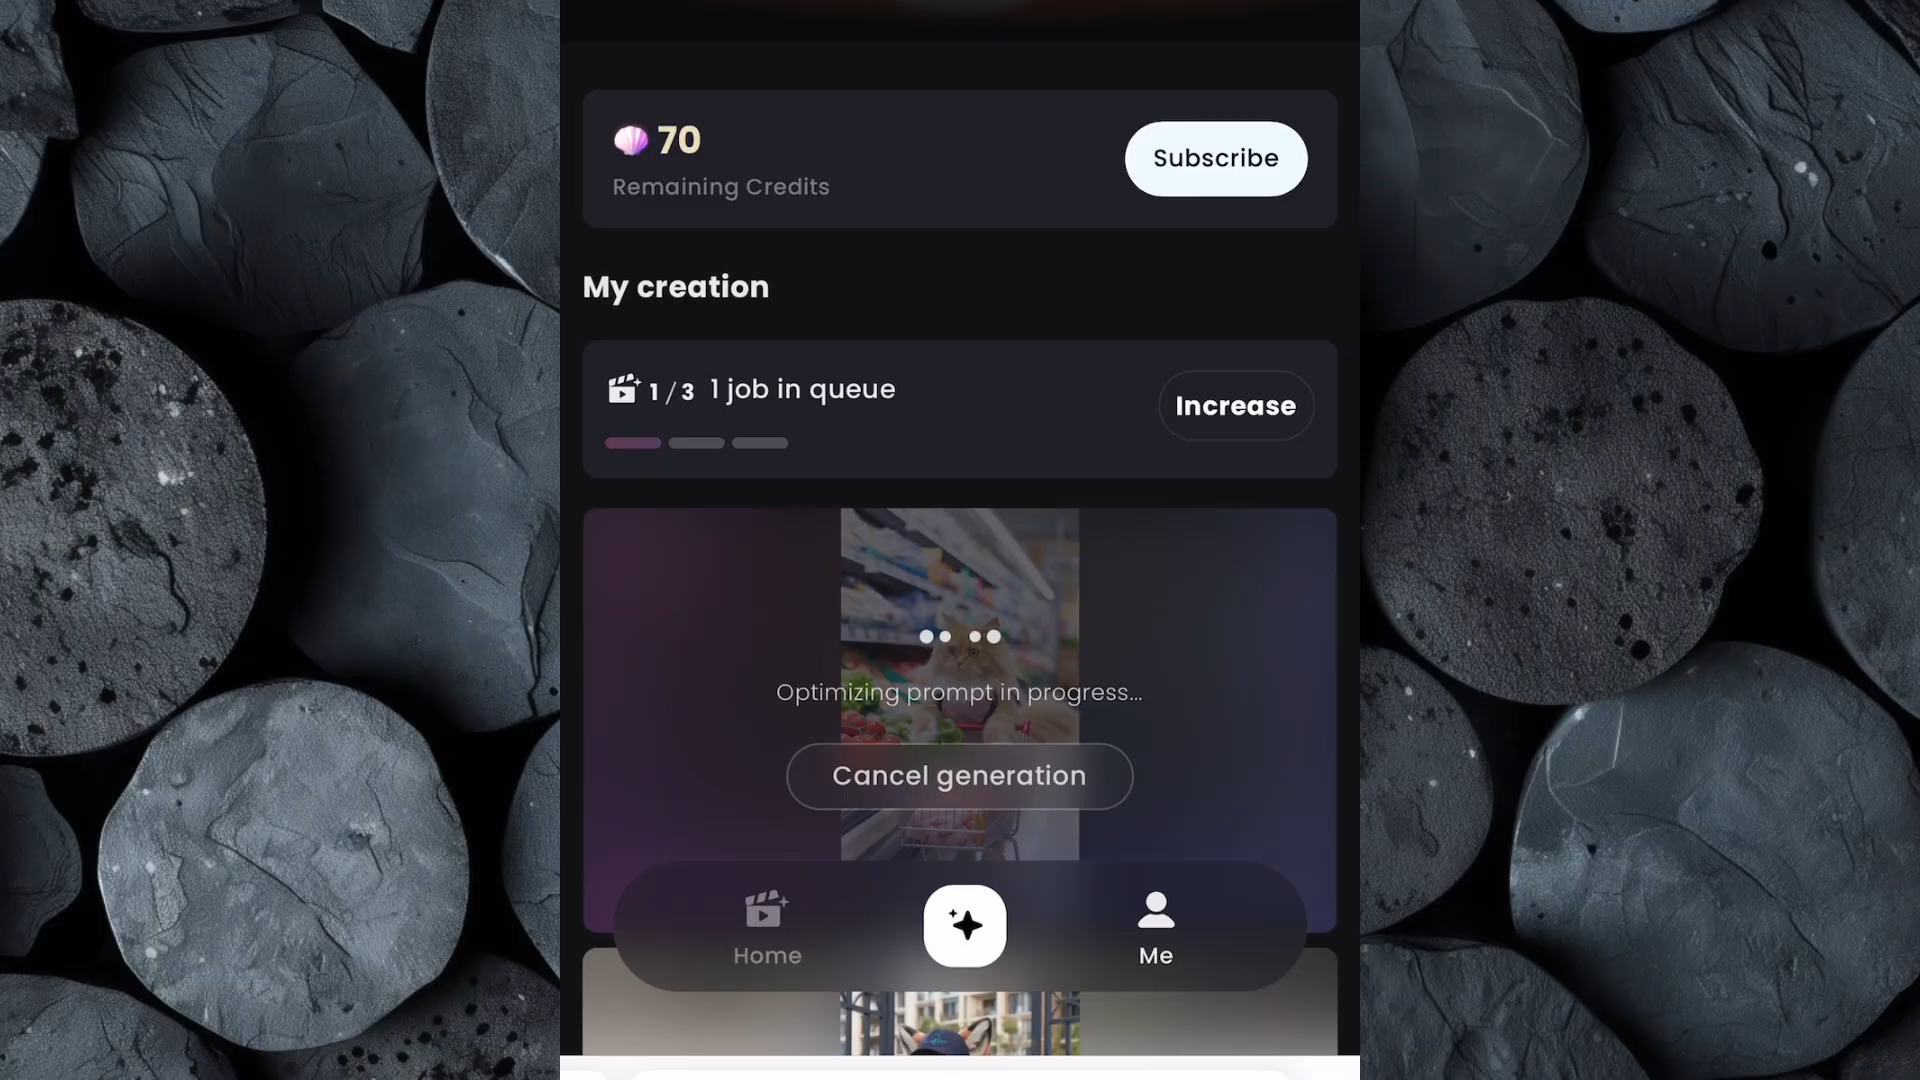 70
Subscribe
Remaining Credits
My creation
1 / 3 1 job in queue
Increase
Optimizing prompt in progress...
Cancel generation
Home
Me